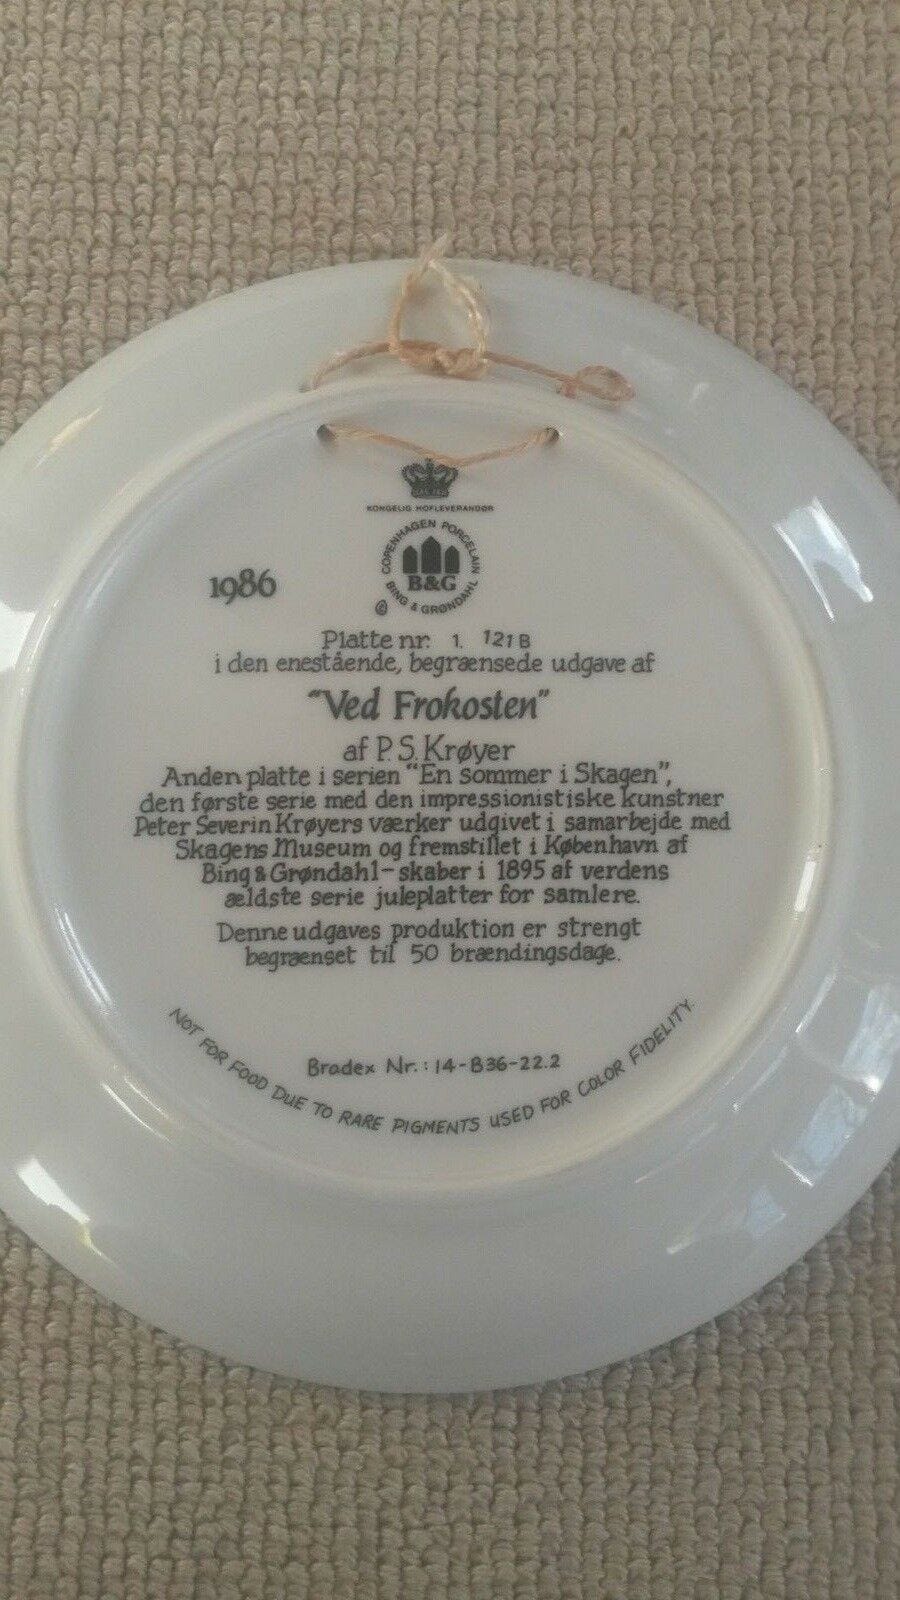 KONGELIG HOFLEVERANDØR
COPENHAGEN PORCELAIN
B&G
BING & GRØNDAHL
©
1986
Platte nr. 1. 121B
i den enestående, begrænsede udgave af
"Ved Frokosten"
af P. S. Krøyer
Anden platte i serien "En sommer i Skagen",
den første serie med den impressionistiske kunstner
Peter Severin Krøyers værker udgivet i samarbejde med
Skagens Museum og fremstillet i København af
Bing & Grøndahl-skaber i 1895 af verdens
ældste serie juleplatter for samlere.
Denne udgaves produktion er strengt
begrænset til 50 brændingsdage.
Bradex Nr.: 14-B36-22.2
NOT FOR FOOD DUE TO RARE PIGMENTS USED FOR COLOR FIDELITY.